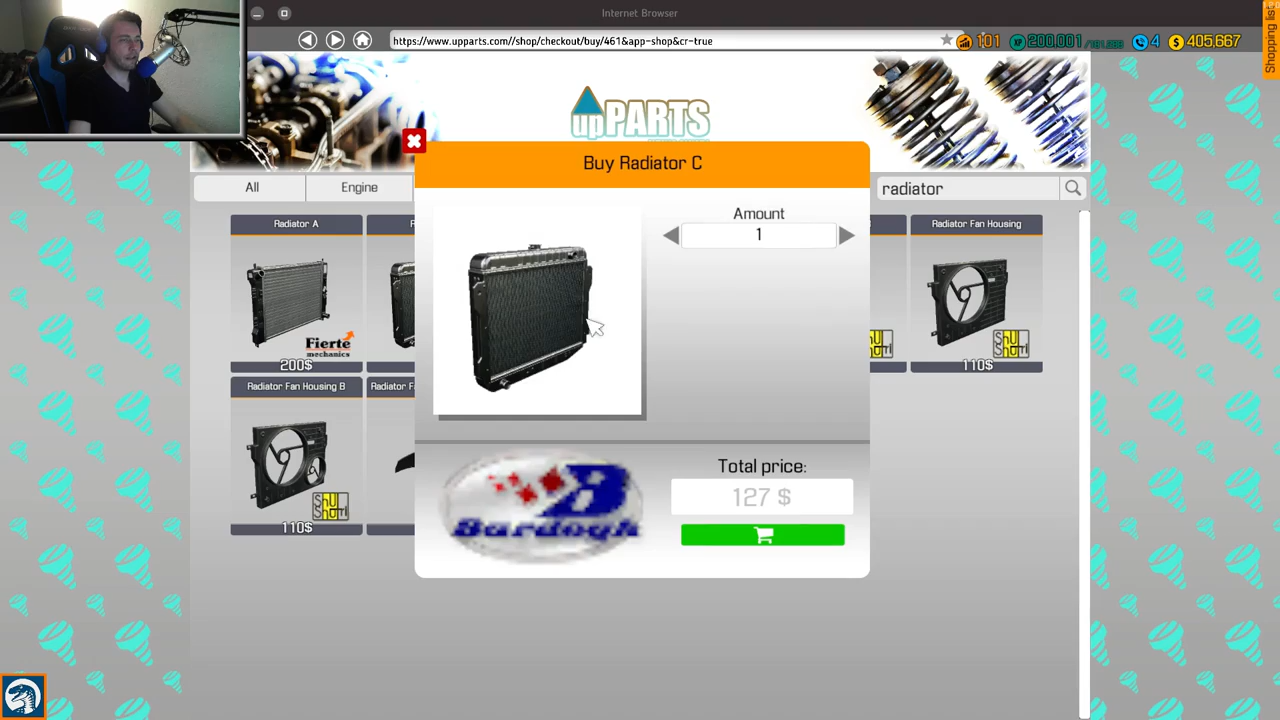 Internet Browser
https://www.upparts.com//shop/checkout/buy/461&app-shop&cr-true
101
200.001
4
405.667
Shopping list
upPARTS
Buy Radiator C
All
Engine
radiator
Amount
1
Radiator A
Radiator Fan Housing
Fierte
mechanics
200$
110$
Radiator Fan Housing B
Radiator F
110$
Total price:
127 $
Bardogh